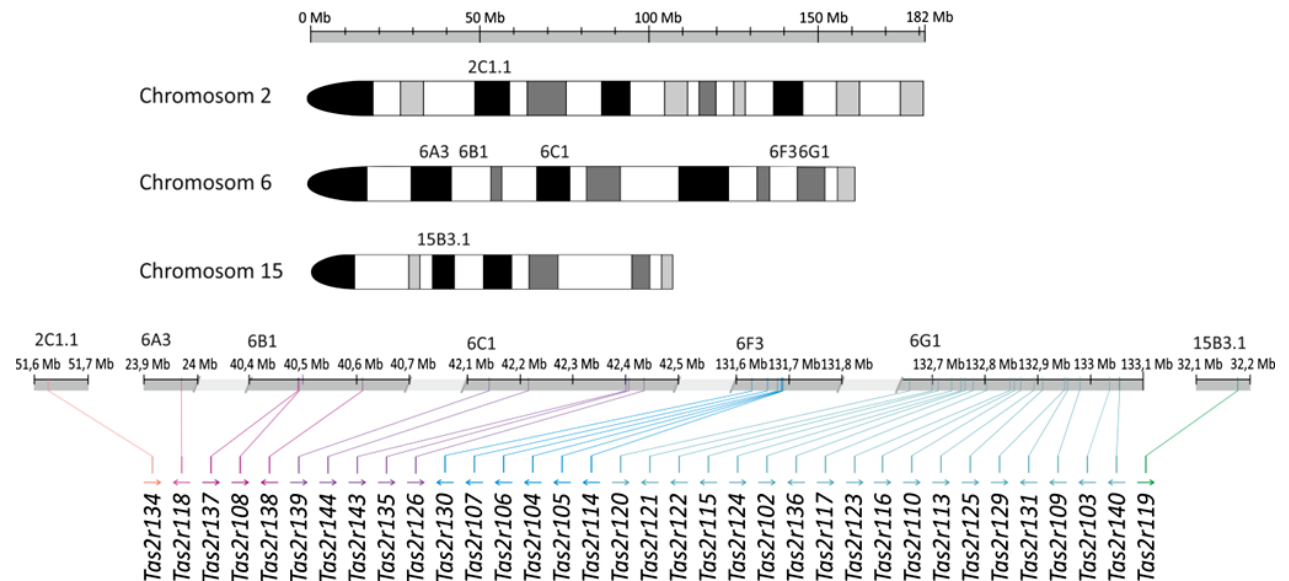 0 Mb 50 Mb 100 Mb 150 Mb 182 Mb
2C1.1
Chromosom 2
6A3 6B1 6C1 6F3 6G1
Chromosom 6
15B3.1
Chromosom 15
2C1.1 6A3 6B1 6C1 6F3 6G1 15B3.1
51,6 Mb 51,7 Mb 23,9 Mb 24 Mb 40,4 Mb 40,5 Mb 40,6 Mb 40,7 Mb 42,1 Mb 42,2 Mb 42,3 Mb 42,4 Mb 42,5 Mb 131,6 Mb 131,7 Mb 131,8 Mb 132,7 Mb 132,8 Mb 132,9 Mb 133 Mb 133,1 Mb 32,1 Mb 32,2 Mb
Tas2r134
Tas2r118
Tas2r137
Tas2r108
Tas2r138
Tas2r139
Tas2r144
Tas2r143
Tas2r135
Tas2r126
Tas2r130
Tas2r107
Tas2r106
Tas2r104
Tas2r105
Tas2r114
Tas2r120
Tas2r121
Tas2r122
Tas2r115
Tas2r124
Tas2r102
Tas2r136
Tas2r117
Tas2r123
Tas2r116
Tas2r110
Tas2r113
Tas2r125
Tas2r129
Tas2r131
Tas2r109
Tas2r103
Tas2r140
Tas2r119